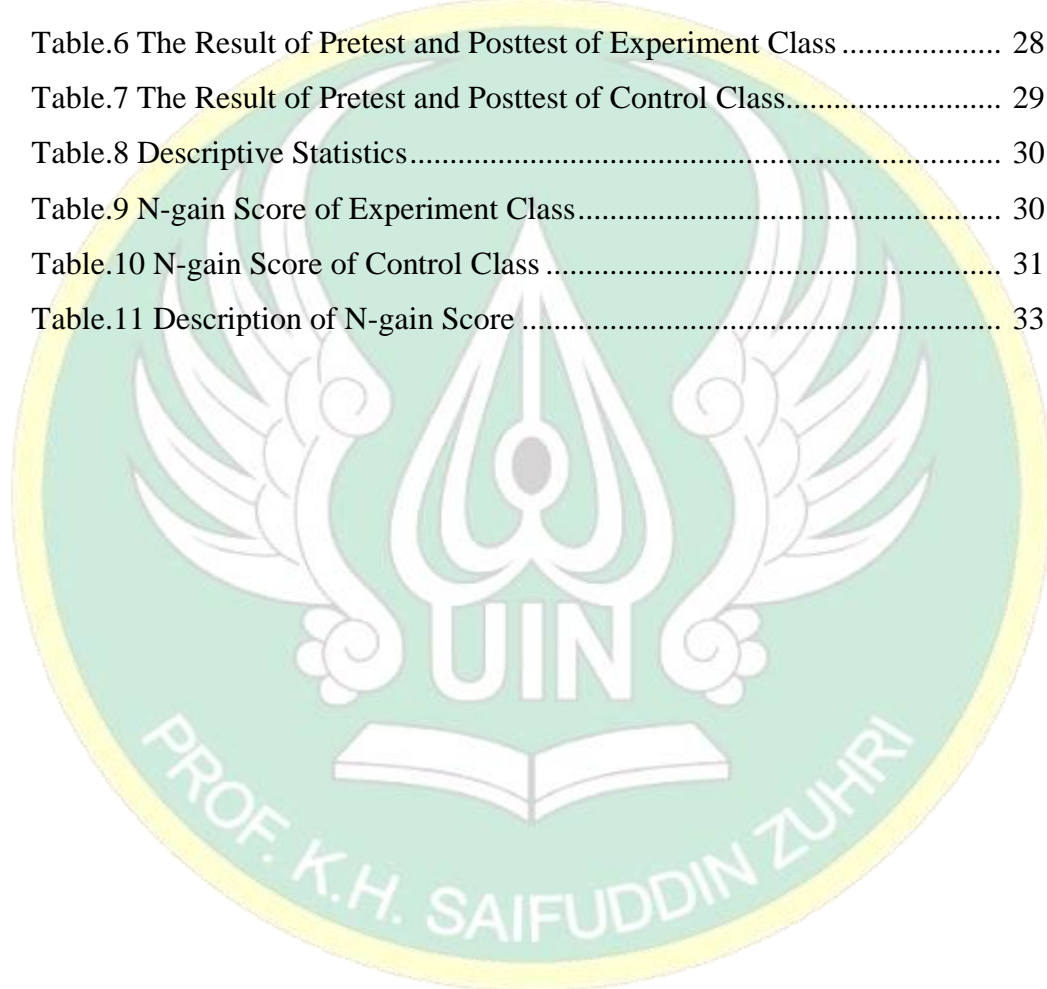 Table.6 The Result of Pretest and Posttest of Experiment Class .................... 28
Table.7 The Result of Pretest and Posttest of Control Class........................... 29
Table.8 Descriptive Statistics.......................................................................... 30
Table.9 N-gain Score of Experiment Class..................................................... 30
Table.10 N-gain Score of Control Class ......................................................... 31
Table.11 Description of N-gain Score ............................................................ 33
UIN
PROF. K.H. SAIFUDDIN ZUHRI